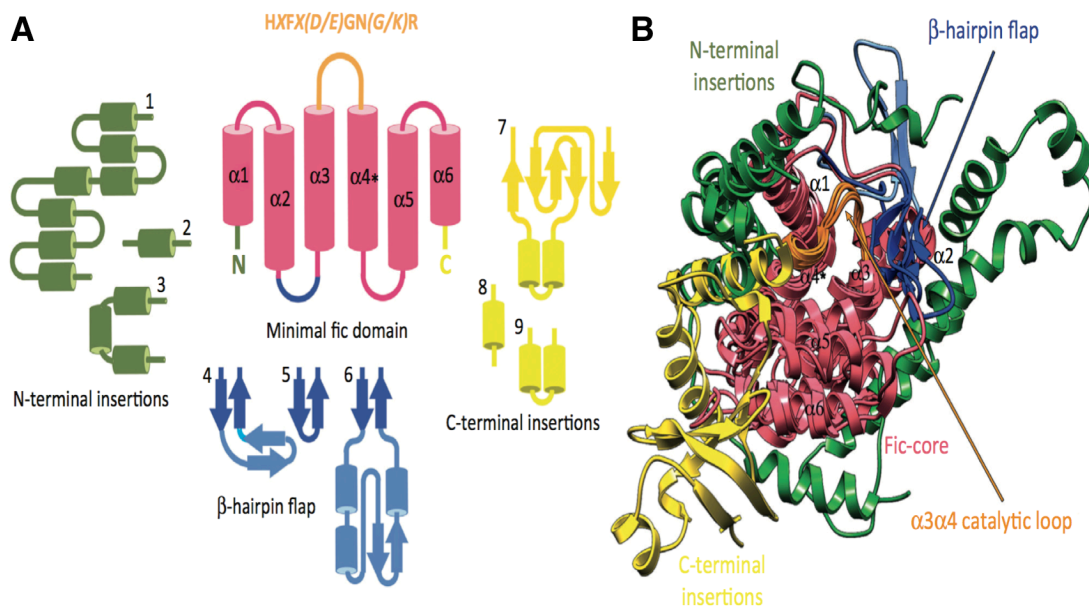 A
HXFX(D/E)GN(G/K)R
1
2
3
N-terminal insertions
α1
α2
α3
α4*
α5
α6
N
C
Minimal fic domain
4
5
6
β-hairpin flap
7
8
9
C-terminal insertions
B
N-terminal
insertions
β-hairpin flap
α1
α2
α4*
α3
α5
α6
Fic-core
α3α4 catalytic loop
C-terminal
insertions